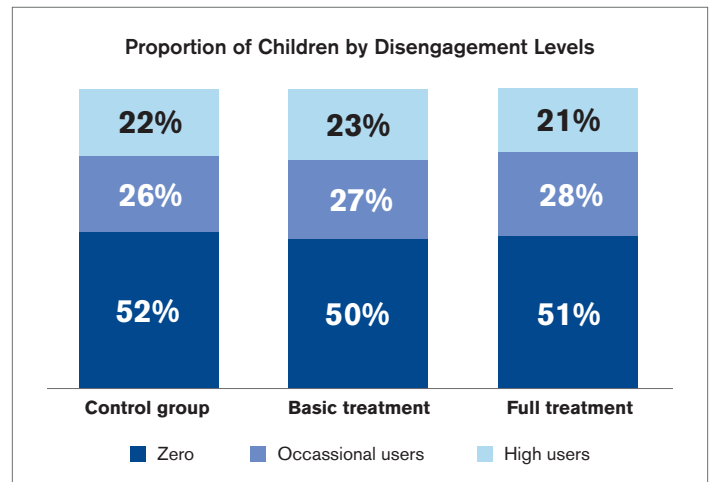 Proportion of Children by Disengagement Levels
22% 23% 21%
26% 27% 28%
52% 50% 51%
Control group Basic treatment Full treatment
Zero Occassional users High users